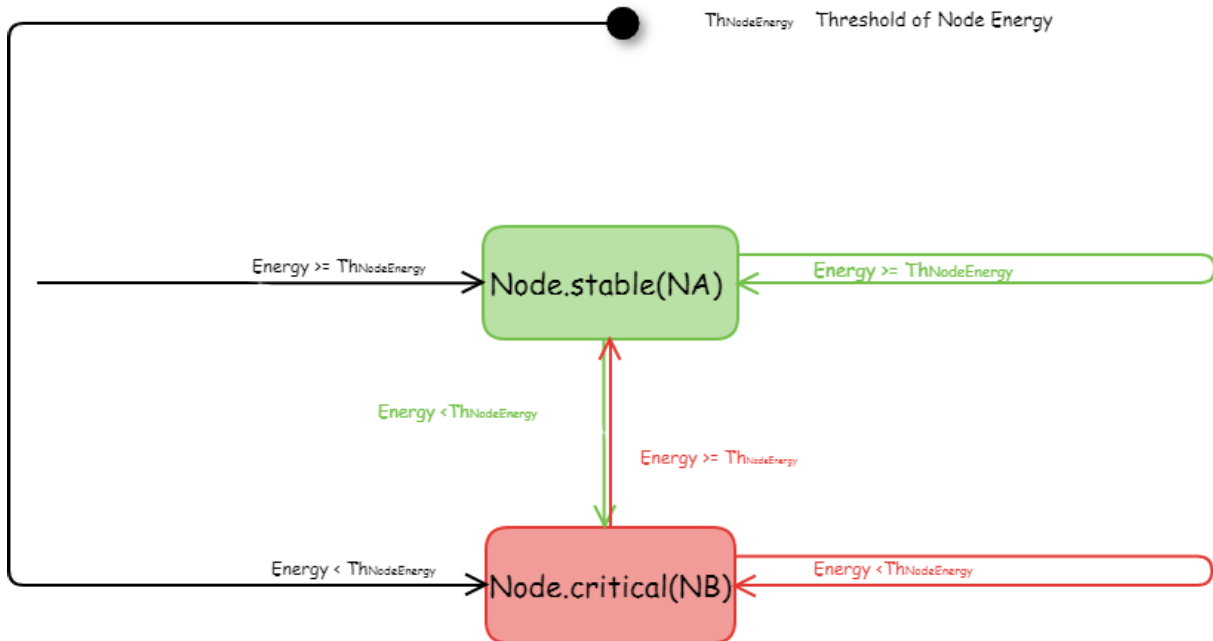 ThNodeEnergy Threshold of Node Energy
Energy >= ThNodeEnergy
Node.stable(NA)
Energy >= ThNodeEnergy
Energy <ThNodeEnergy
Energy >= ThNodeEnergy
Energy < ThNodeEnergy
Node.critical(NB)
Energy <ThNodeEnergy